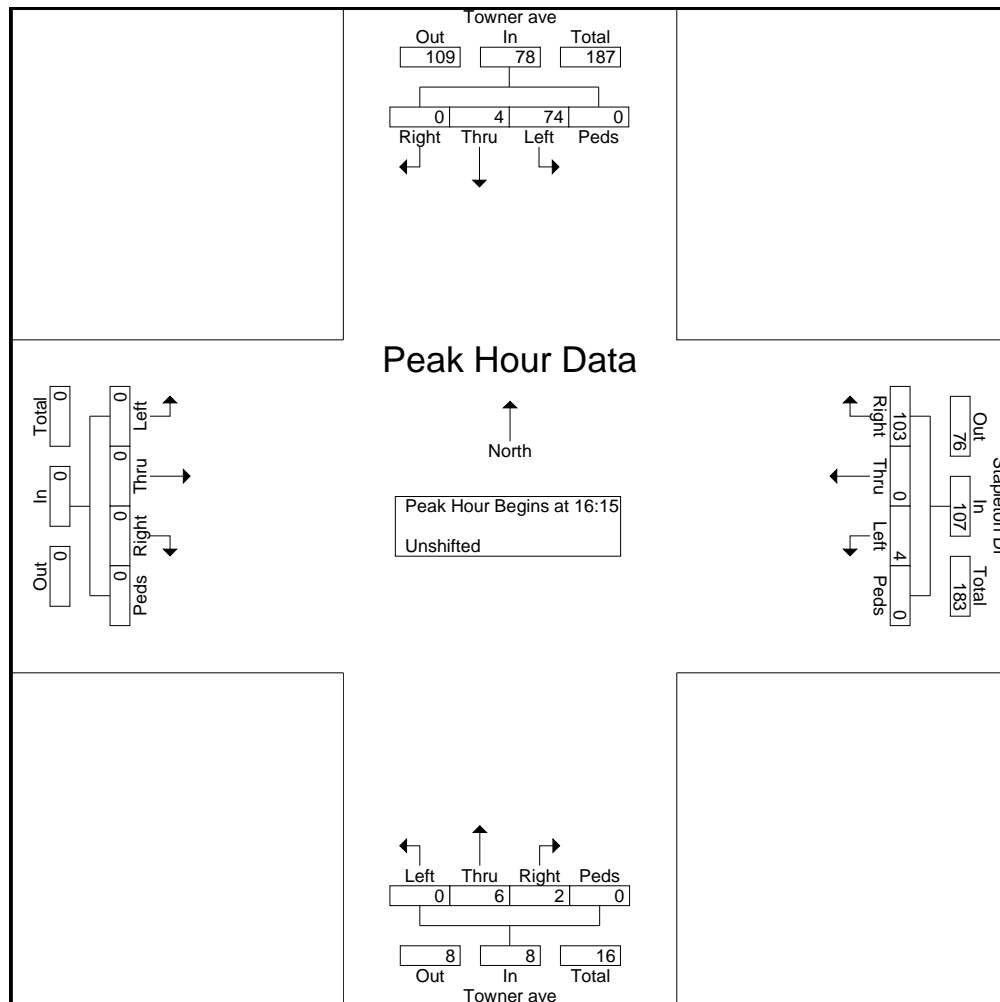 Towner ave
Out In Total
109 78 187
0 4 74 0
Right Thru Left Peds
Peak Hour Data
North
Peak Hour Begins at 16:15
Unshifted
Total In Out
0 0 0
0 0 0 0
Left Thru Right Peds
Right Thru Left Peds
103 0 4 0
76 107 183
Out In Total
Left Thru Right Peds
0 6 2 0
8 8 16
Out In Total
Towner ave